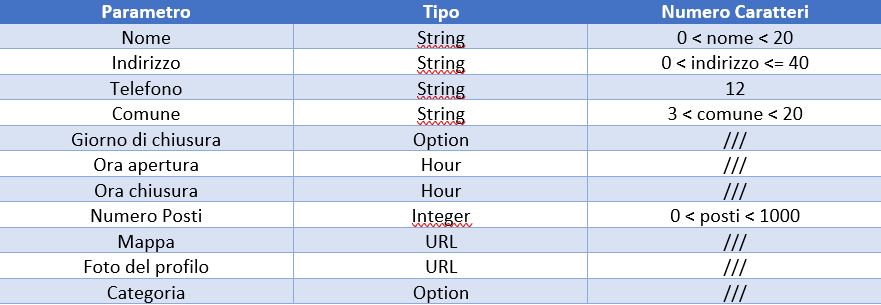 Parametro Tipo Numero Caratteri
Nome String 0 < nome < 20
Indirizzo String 0 < indirizzo <= 40
Telefono String 12
Comune String 3 < comune < 20
Giorno di chiusura Option ///
Ora apertura Hour ///
Ora chiusura Hour ///
Numero Posti Integer 0 < posti < 1000
Mappa URL ///
Foto del profilo URL ///
Categoria Option ///